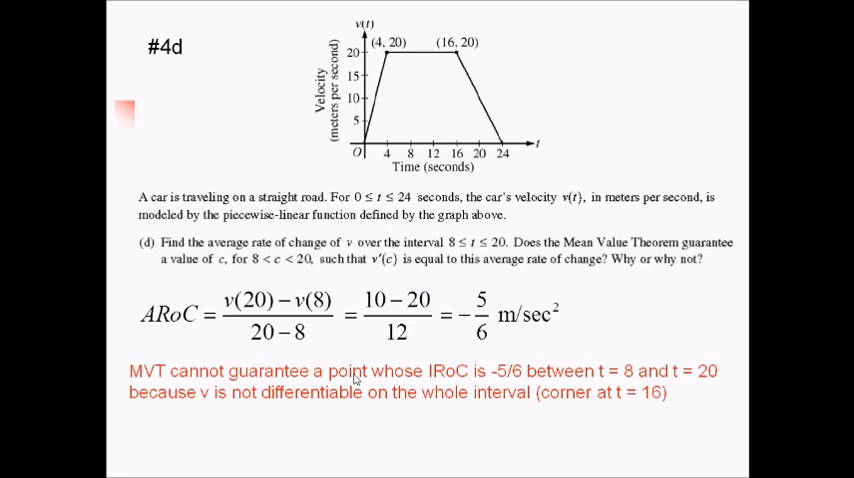 #4d
v(t)
(4, 20)
(16, 20)
20
15
10
5
Velocity
(meters per second)
O
4 8 12 16 20 24
t
Time (seconds)
A car is traveling on a straight road. For 0 ≤ t ≤ 24 seconds, the car's velocity v(t), in meters per second, is
modeled by the piecewise-linear function defined by the graph above.
(d) Find the average rate of change of v over the interval 8 ≤ t ≤ 20. Does the Mean Value Theorem guarantee
a value of c, for 8 < c < 20, such that v′(c) is equal to this average rate of change? Why or why not?
ARoC = v(20) − v(8) / 20 − 8 = 10 − 20 / 12 = − 5 / 6 m/sec²
MVT cannot guarantee a point whose IRoC is -5/6 between t = 8 and t = 20
because v is not differentiable on the whole interval (corner at t = 16)